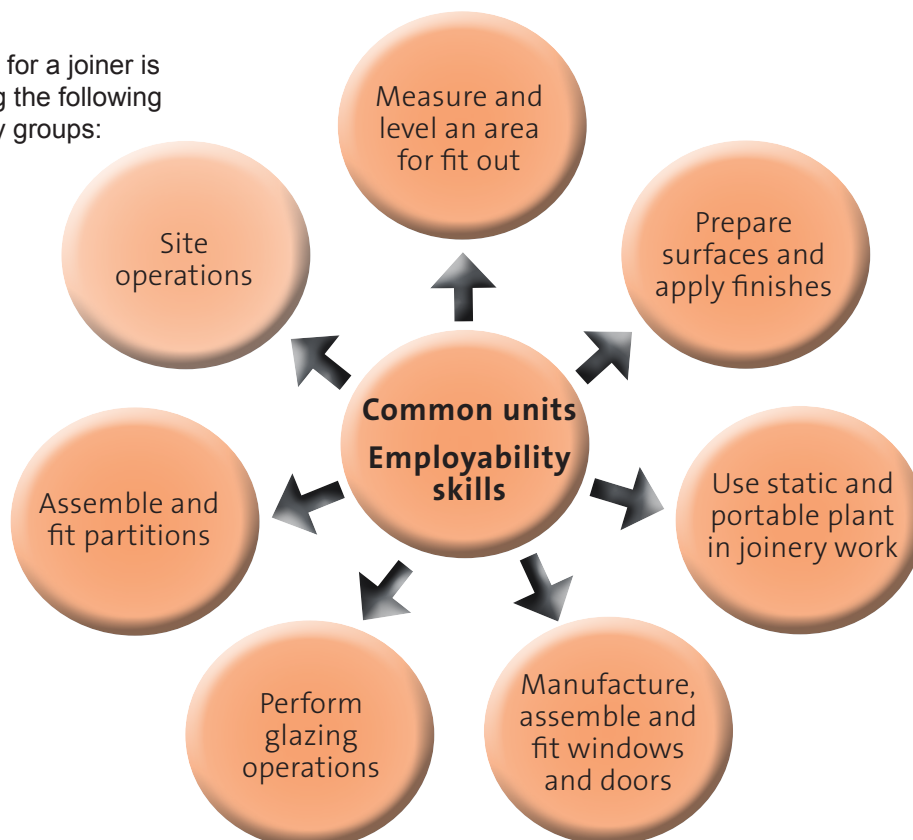 for a joiner is
the following
groups:
Measure and
level an area
for fit out
Prepare
surfaces and
apply finishes
Use static and
portable plant
in joinery work
Manufacture,
assemble and
fit windows
and doors
Perform
glazing
operations
Assemble and
fit partitions
Site
operations
Common units
Employability
skills